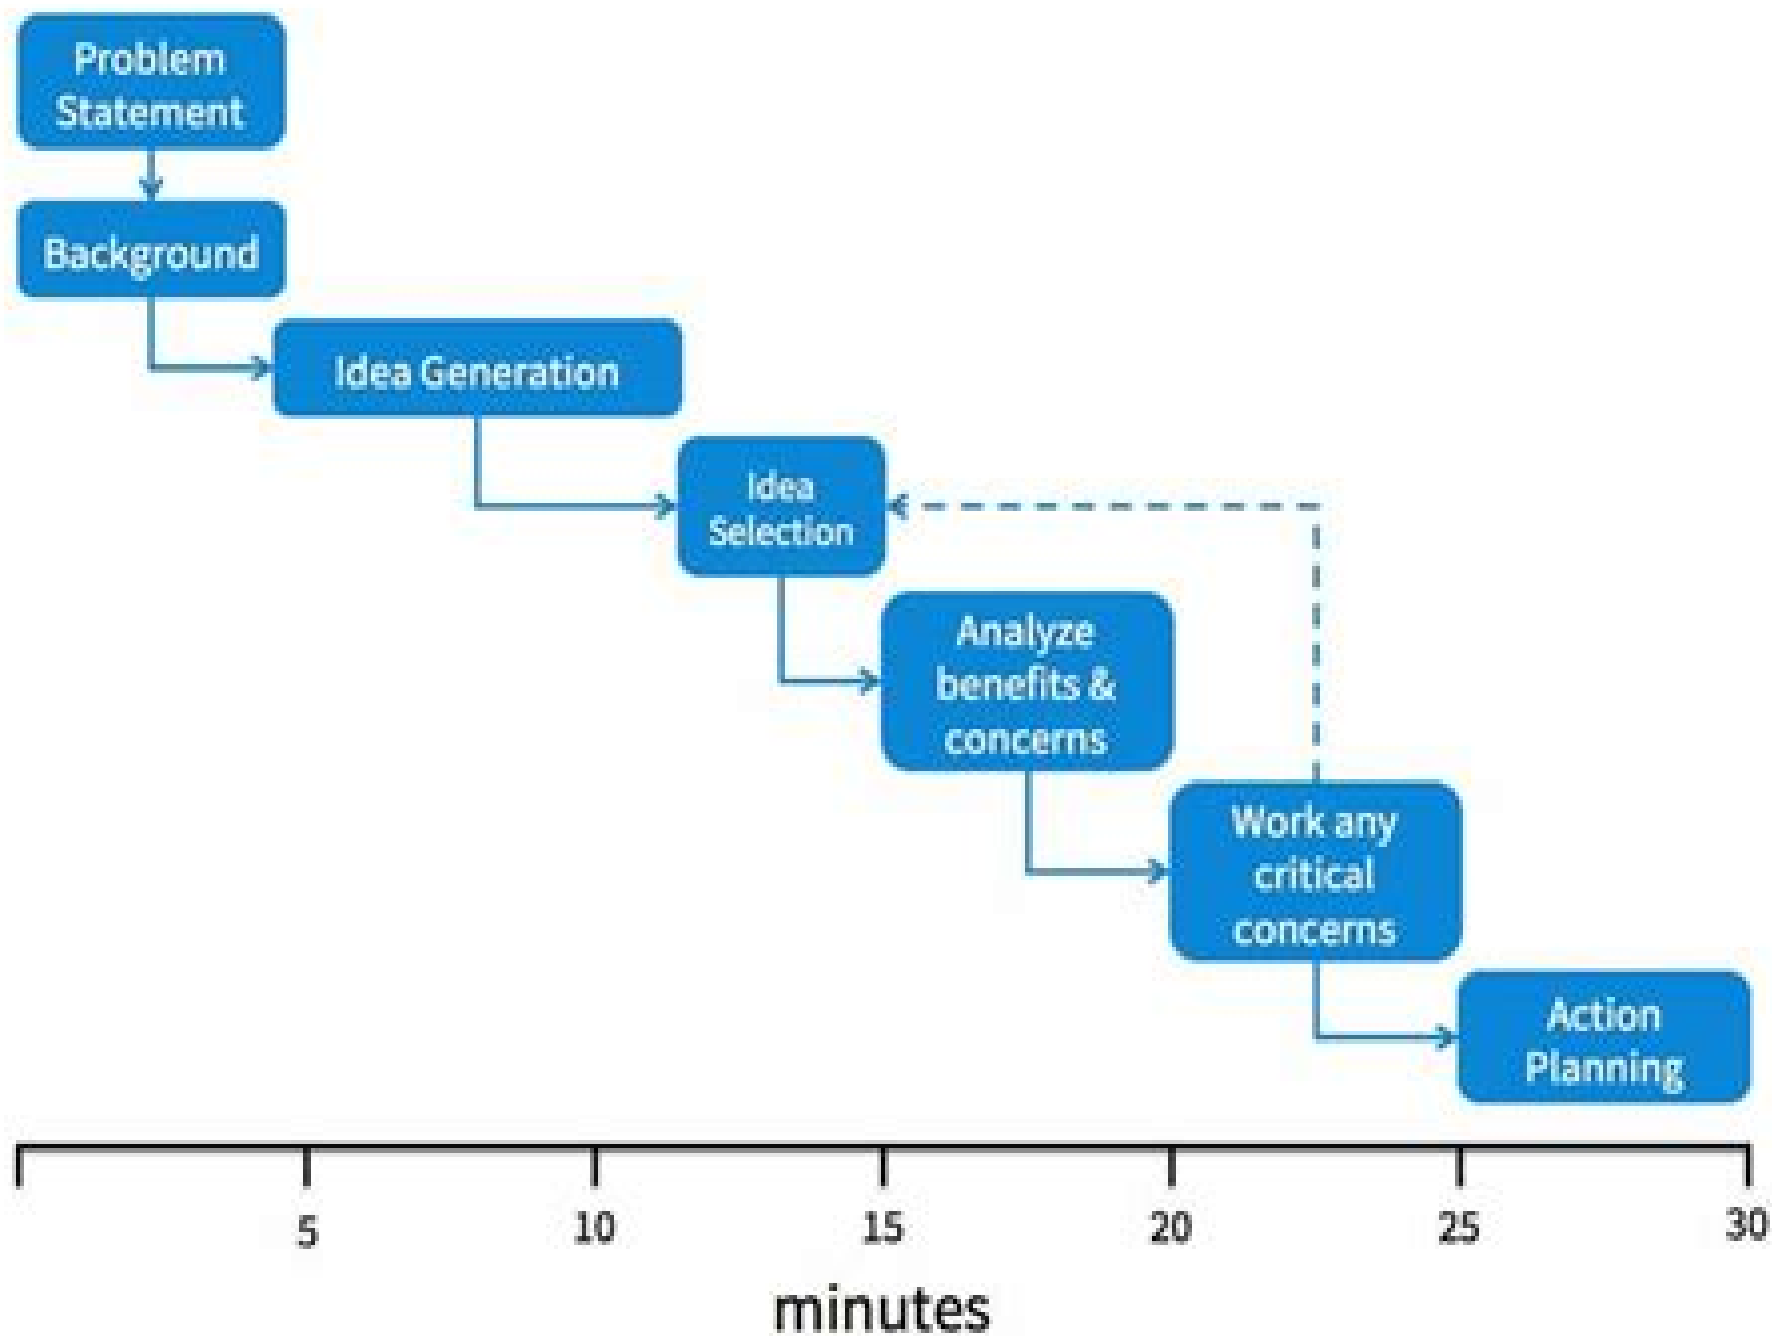 Problem
Statement
Background
Idea Generation
Idea
Selection
Analyze
benefits &
concerns
Work any
critical
concerns
Action
Planning
5 10 15 20 25 30
minutes